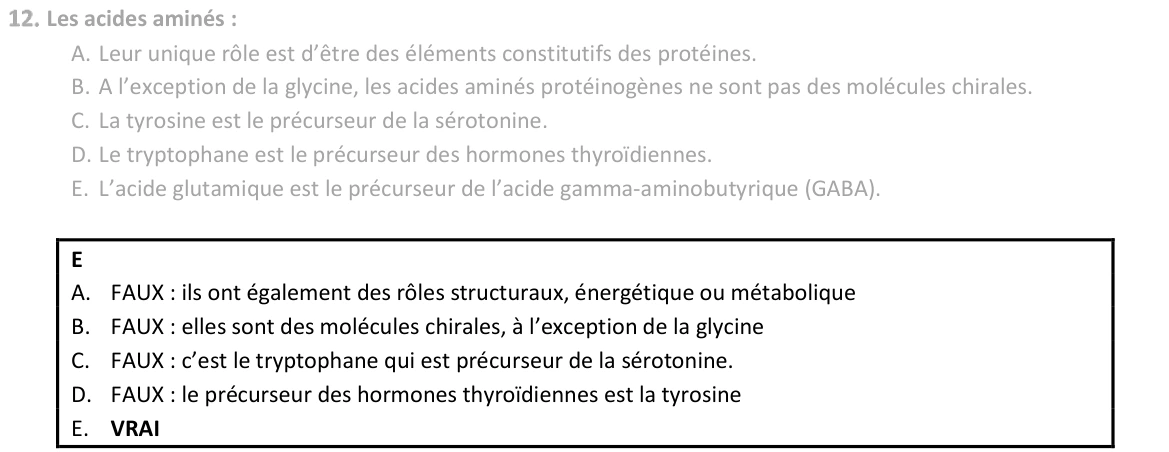 12. Les acides aminés :
A. Leur unique rôle est d’être des éléments constitutifs des protéines.
B. A l’exception de la glycine, les acides aminés protéinogènes ne sont pas des molécules chirales.
C. La tyrosine est le précurseur de la sérotonine.
D. Le tryptophane est le précurseur des hormones thyroïdiennes.
E. L’acide glutamique est le précurseur de l’acide gamma-aminobutyrique (GABA).
E
A. FAUX : ils ont également des rôles structuraux, énergétique ou métabolique
B. FAUX : elles sont des molécules chirales, à l’exception de la glycine
C. FAUX : c’est le tryptophane qui est précurseur de la sérotonine.
D. FAUX : le précurseur des hormones thyroïdiennes est la tyrosine
E. VRAI